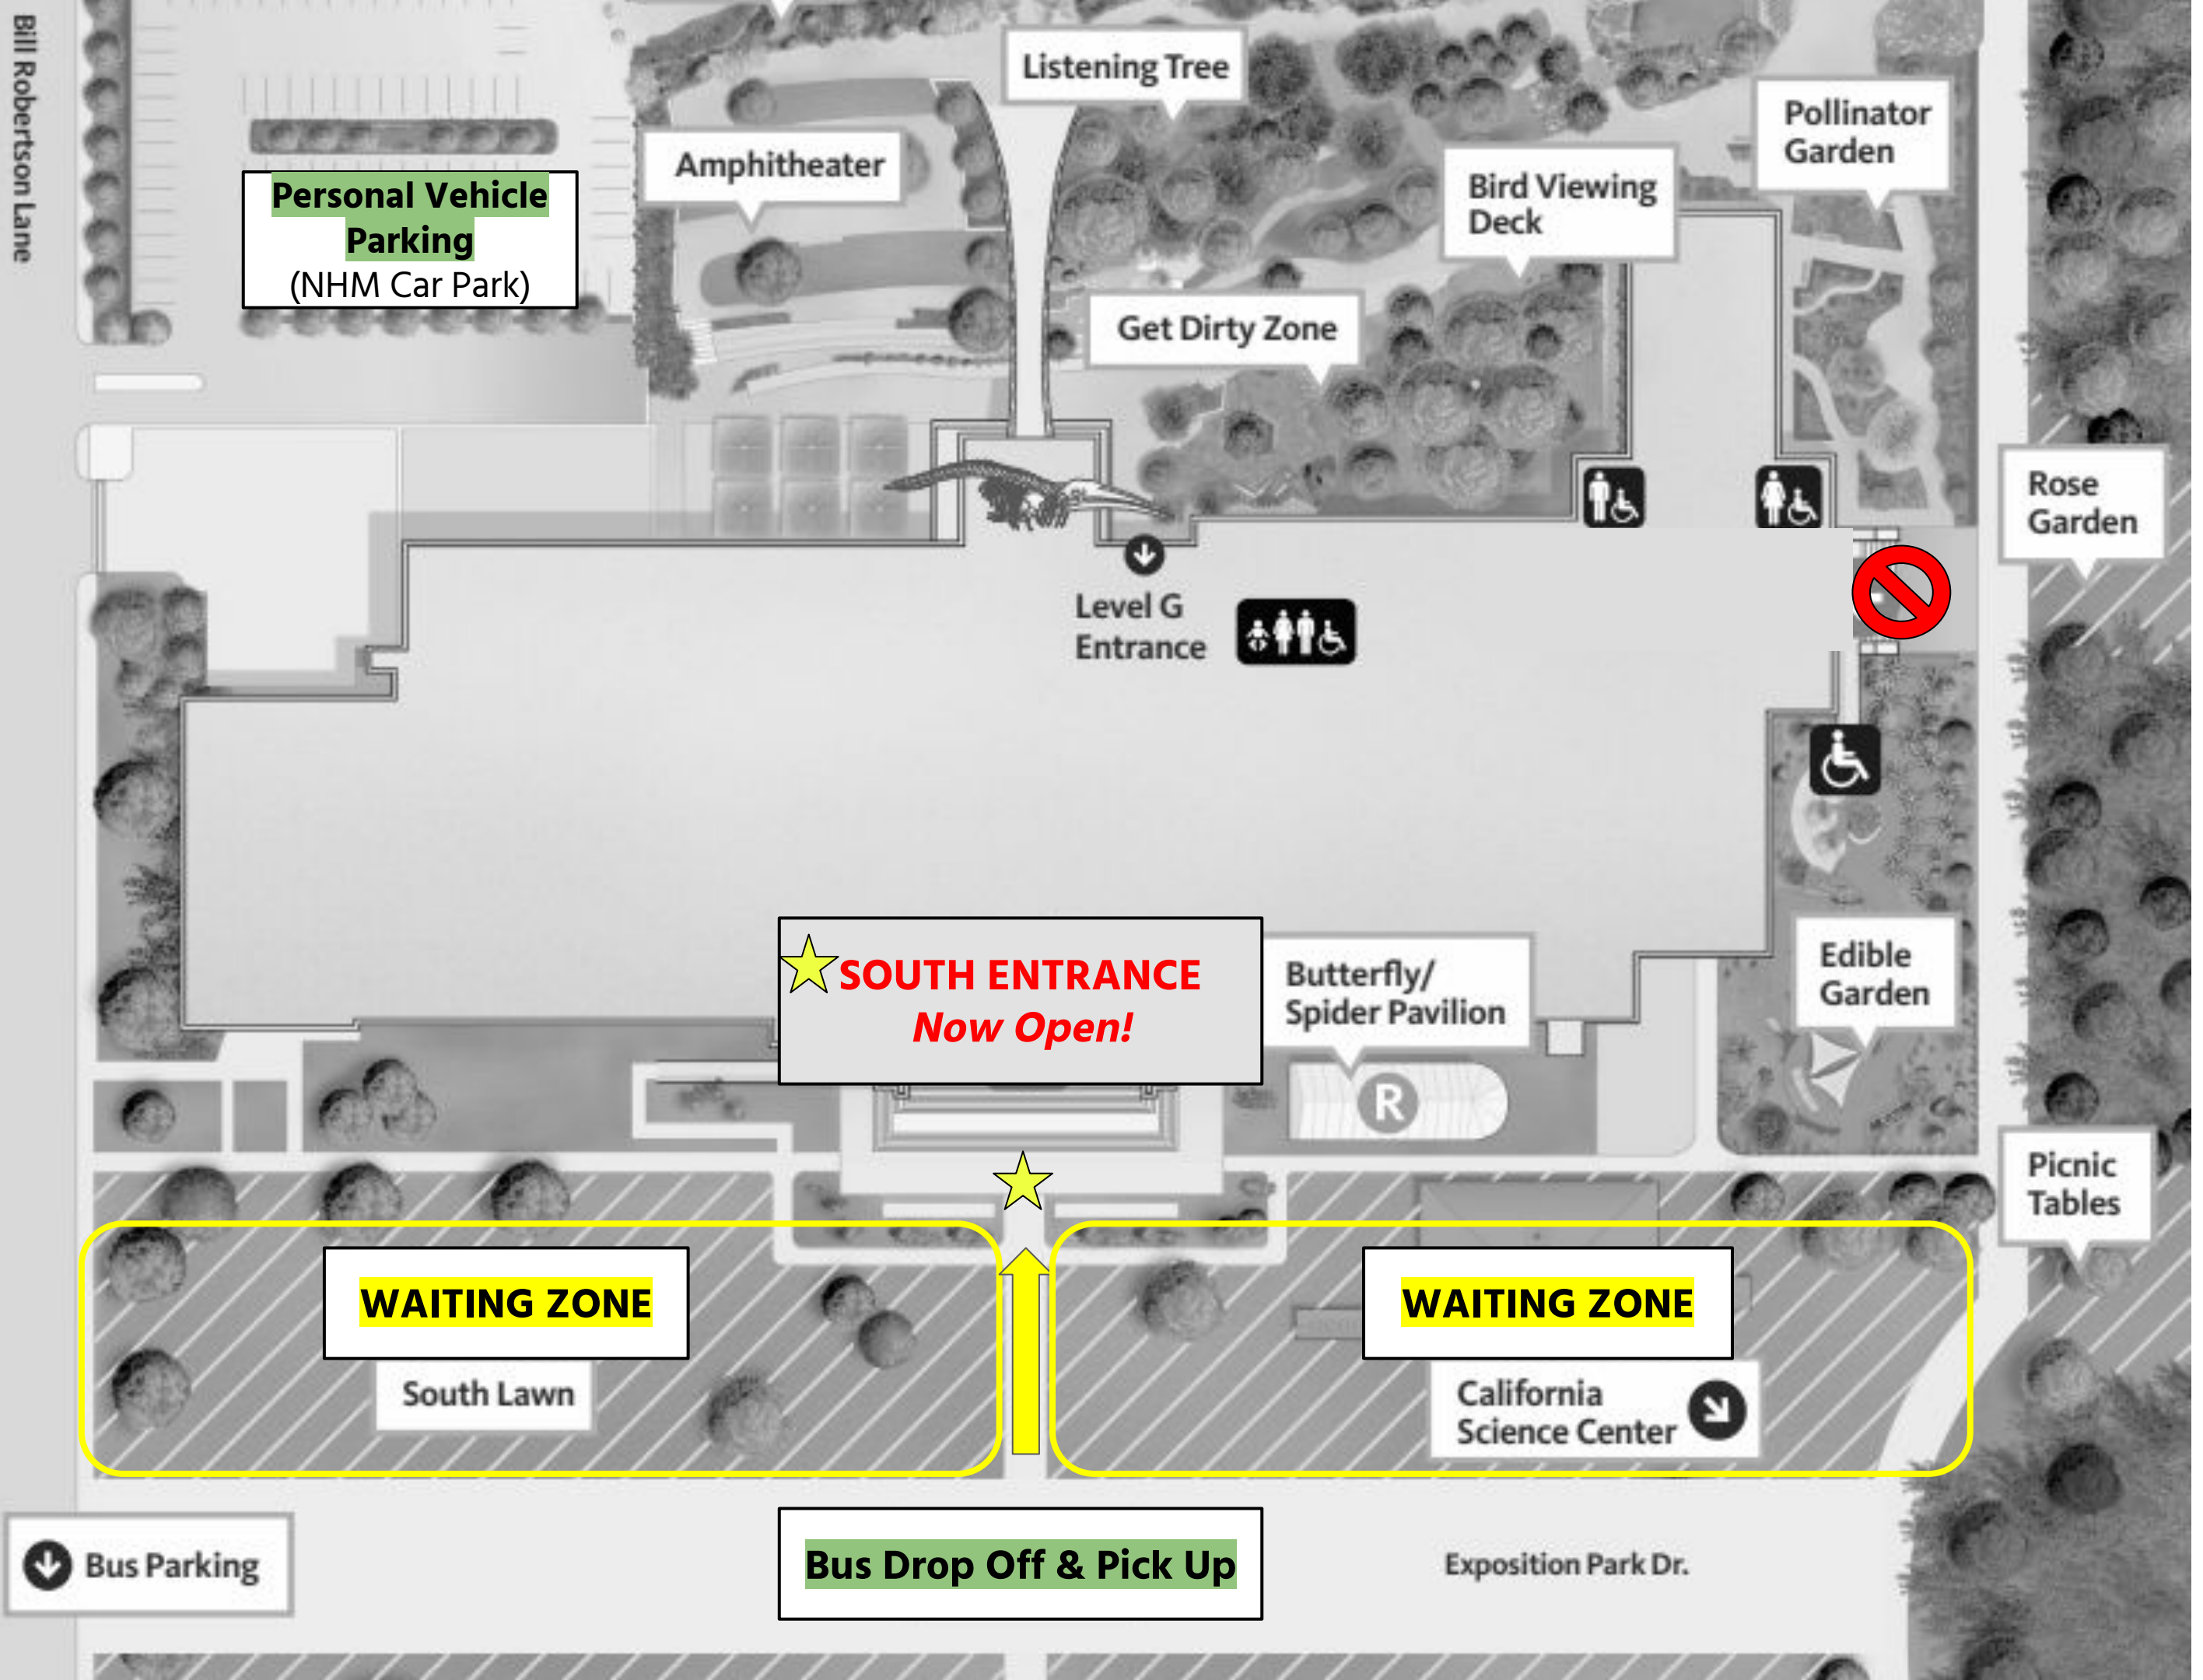 Bill Robertson Lane
Listening Tree
Pollinator
Garden
Amphitheater
Personal Vehicle
Parking
(NHM Car Park)
Bird Viewing
Deck
Get Dirty Zone
Rose
Garden
Level G
Entrance
SOUTH ENTRANCE
Now Open!
Butterfly/
Spider Pavilion
R
Edible
Garden
Picnic
Tables
WAITING ZONE
WAITING ZONE
South Lawn
California
Science Center
Bus Parking
Bus Drop Off & Pick Up
Exposition Park Dr.